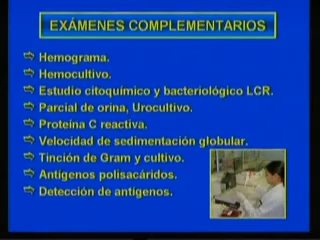 EXÁMENES COMPLEMENTARIOS
Hemograma.
Hemocultivo.
Estudio citoquímico y bacteriológico LCR.
Parcial de orina, Urocultivo.
Proteína C reactiva.
Velocidad de sedimentación globular.
Tinción de Gram y cultivo.
Antígenos polisacáridos.
Detección de antígenos.